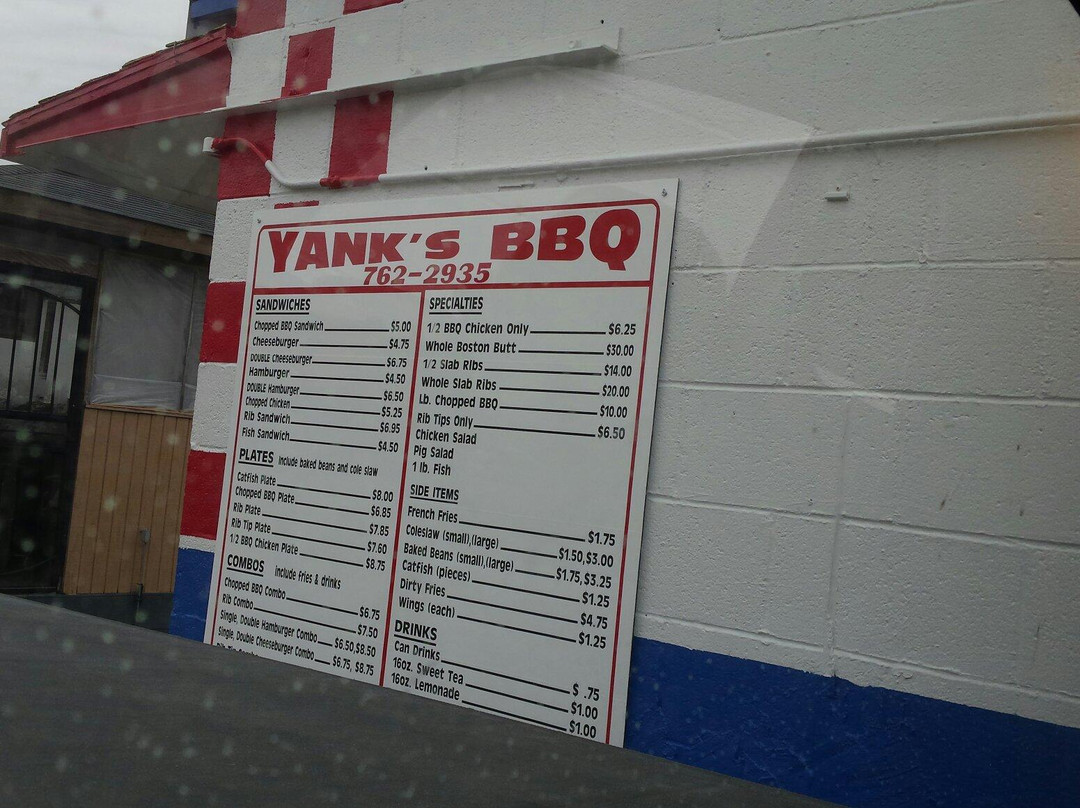 YANK'S BBQ
762-2935
SANDWICHES
Chopped BBQ Sandwich $5.00
Cheeseburger $4.75
DOUBLE Cheeseburger $6.75
Hamburger $4.50
DOUBLE Hamburger $6.50
Chopped Chicken $5.25
Rib Sandwich $6.95
Fish Sandwich $4.50
PLATES include baked beans and cole slaw
Catfish Plate $8.00
Chopped BBQ Plate $6.85
Rib Plate $7.85
Rib Tip Plate $7.60
1/2 BBQ Chicken Plate $8.75
COMBOS include fries & drinks
Chopped BBQ Combo $6.75
Rib Combo $7.50
Single, Double Hamburger Combo $6.50,$8.50
Single, Double Cheeseburger Combo $6.75, $8.75
SPECIALTIES
1/2 BBQ Chicken Only $6.25
Whole Boston Butt $30.00
1/2 Slab Ribs $14.00
Whole Slab Ribs $20.00
Lb. Chopped BBQ $10.00
Rib Tips Only $6.50
Chicken Salad
Pig Salad
1 lb. Fish
SIDE ITEMS
French Fries $1.75
Coleslaw (small),(large) $1.50,$3.00
Baked Beans (small),(large) $1.75,$3.25
Catfish (pieces) $1.25
Dirty Fries $4.75
Wings (each) $1.25
DRINKS
Can Drinks $ .75
16oz. Sweet Tea $1.00
16oz. Lemonade $1.00